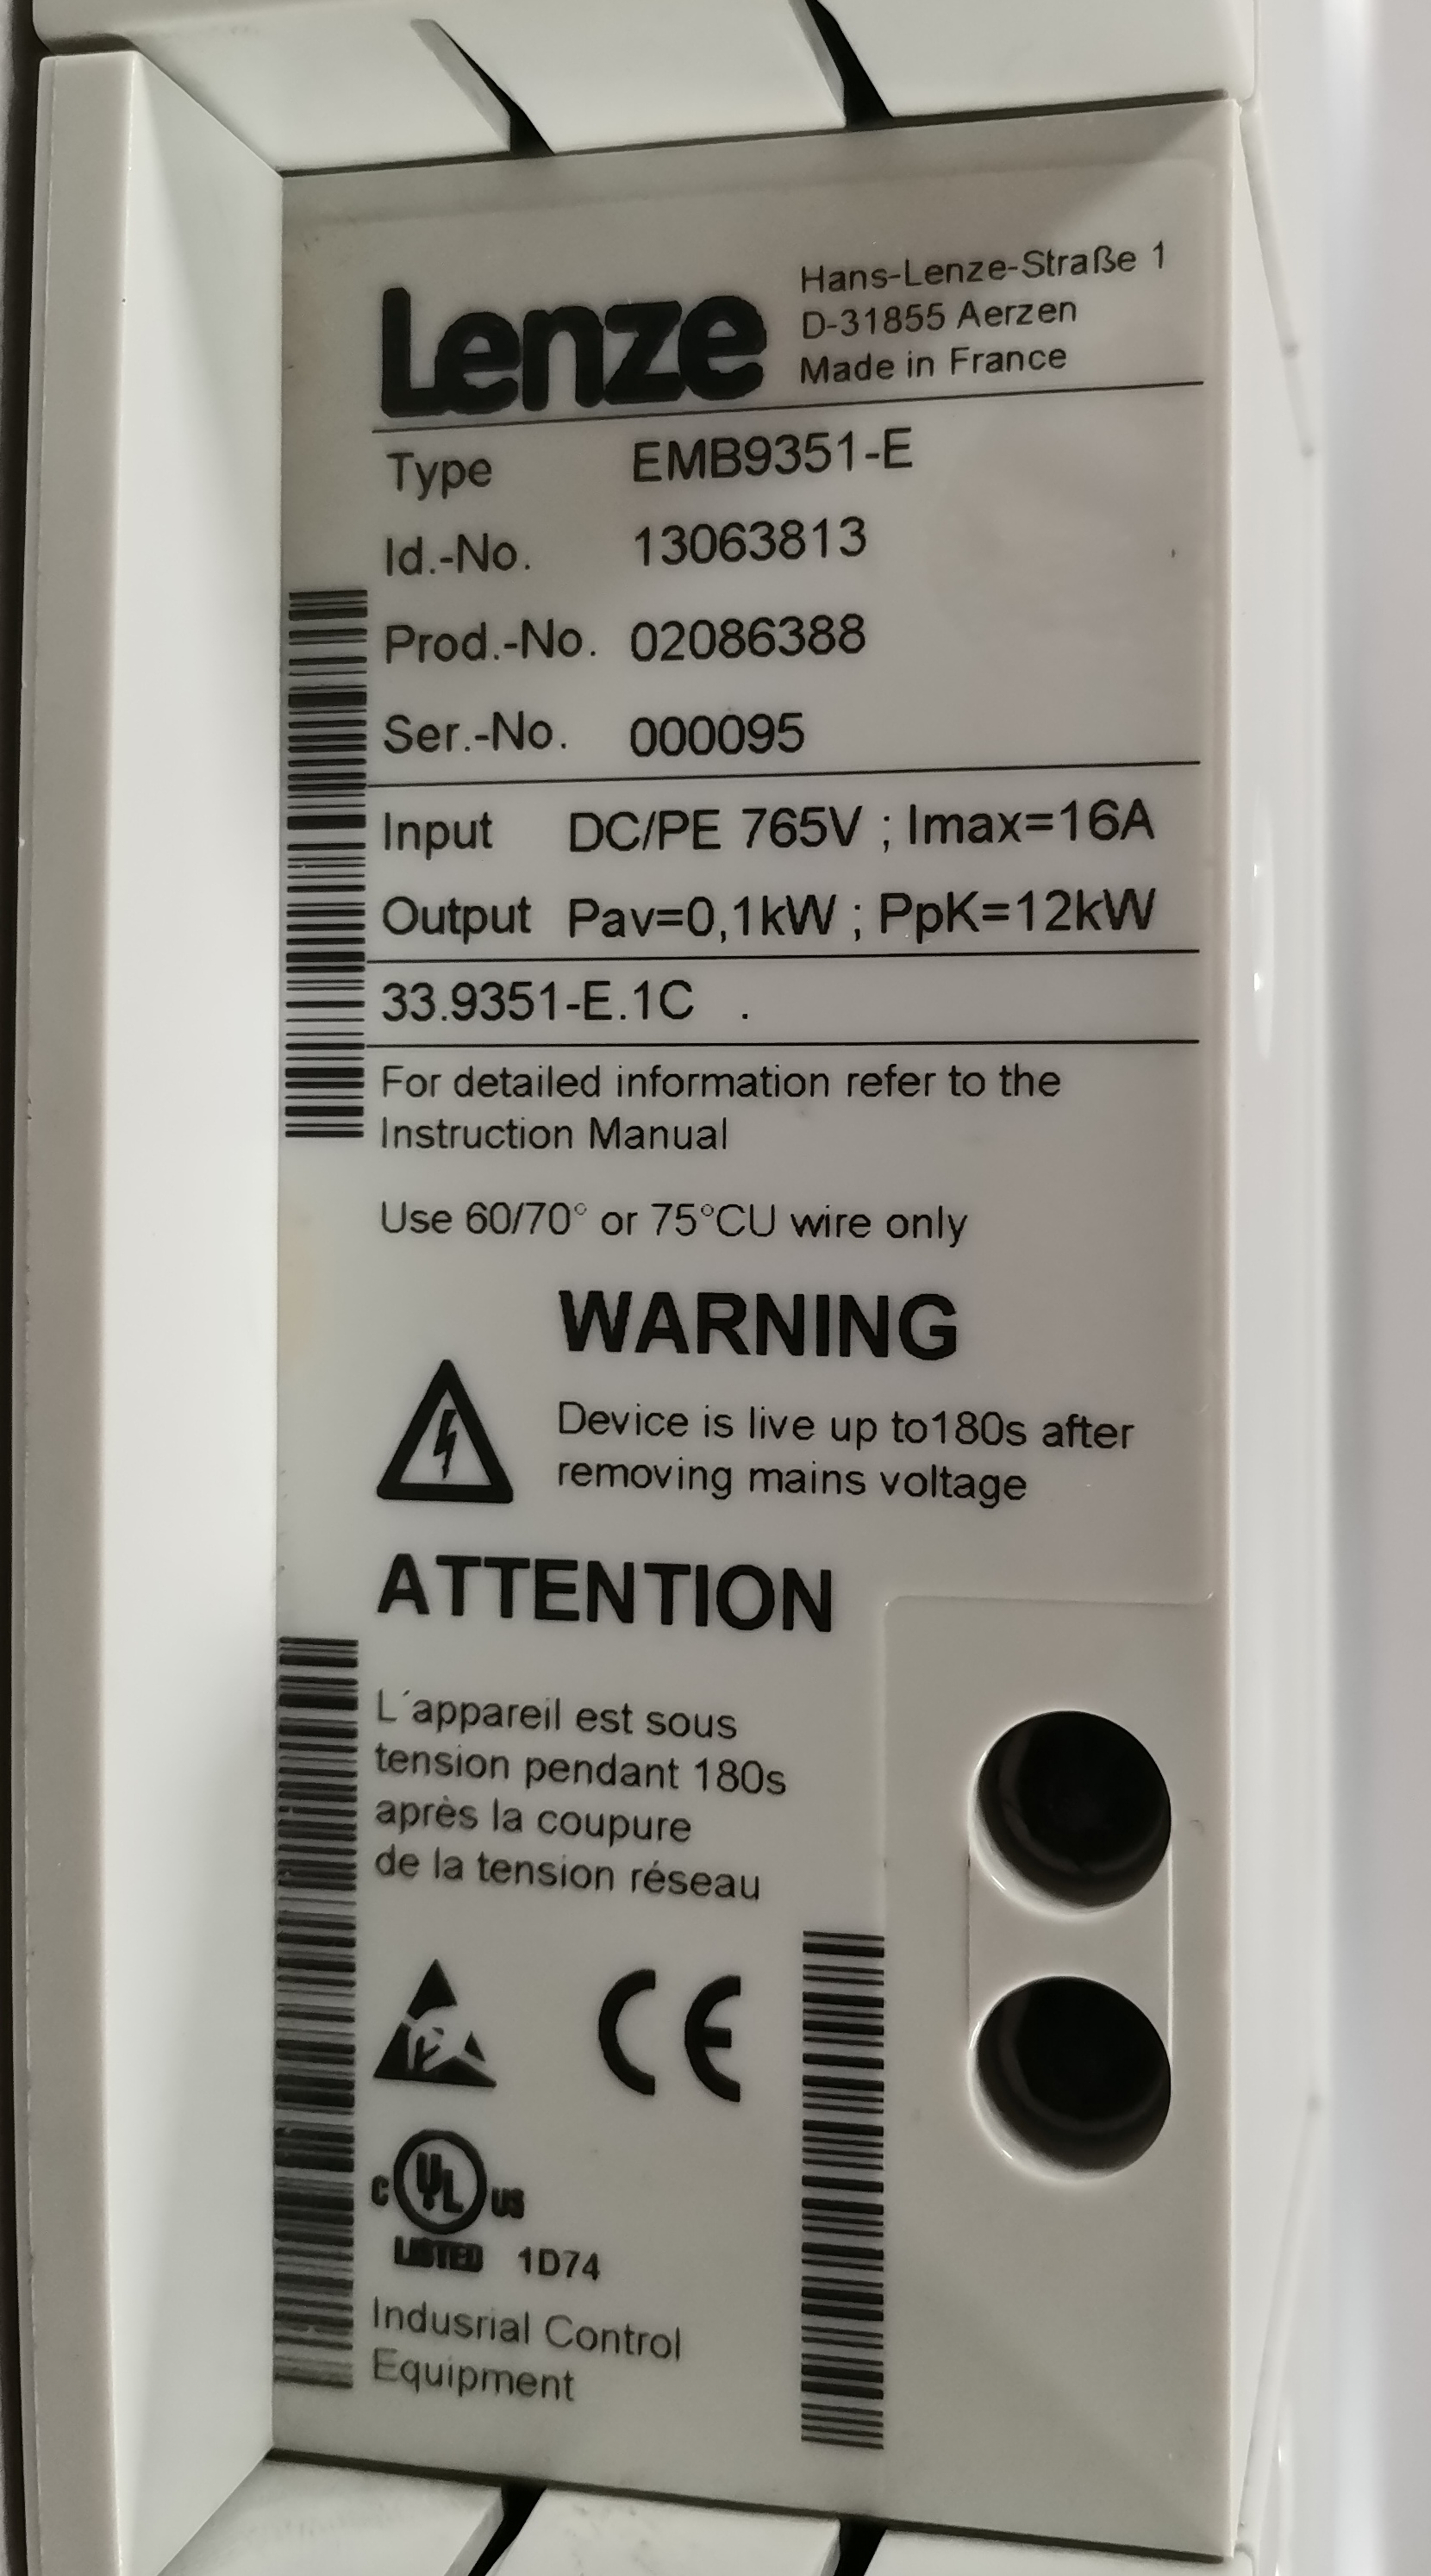 Lenze
Hans-Lenze-Straße 1
D-31855 Aerzen
Made in France
Type EMB9351-E
Id.-No. 13063813
Prod.-No. 02086388
Ser.-No. 000095
Input DC/PE 765V ; Imax=16A
Output Pav=0,1kW ; PpK=12kW
33.9351-E.1C .
For detailed information refer to the
Instruction Manual
Use 60/70° or 75°CU wire only
WARNING
Device is live up to180s after
removing mains voltage
ATTENTION
L´appareil est sous
tension pendant 180s
après la coupure
de la tension réseau
CE
C UL US
LISTED 1D74
Indusrial Control
Equipment